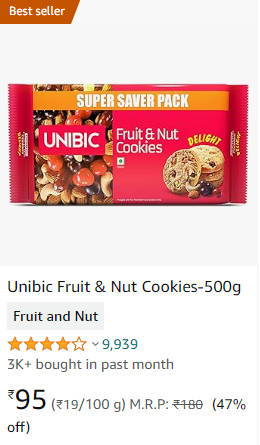 Best seller
SUPER SAVER PACK
UNIBIC
Fruit & Nut
Cookies
DELIGHT
Unibic Fruit & Nut Cookies-500g
Fruit and Nut
9,939
3K+ bought in past month
₹95 (₹19/100 g) M.R.P: ₹180 (47%
off)